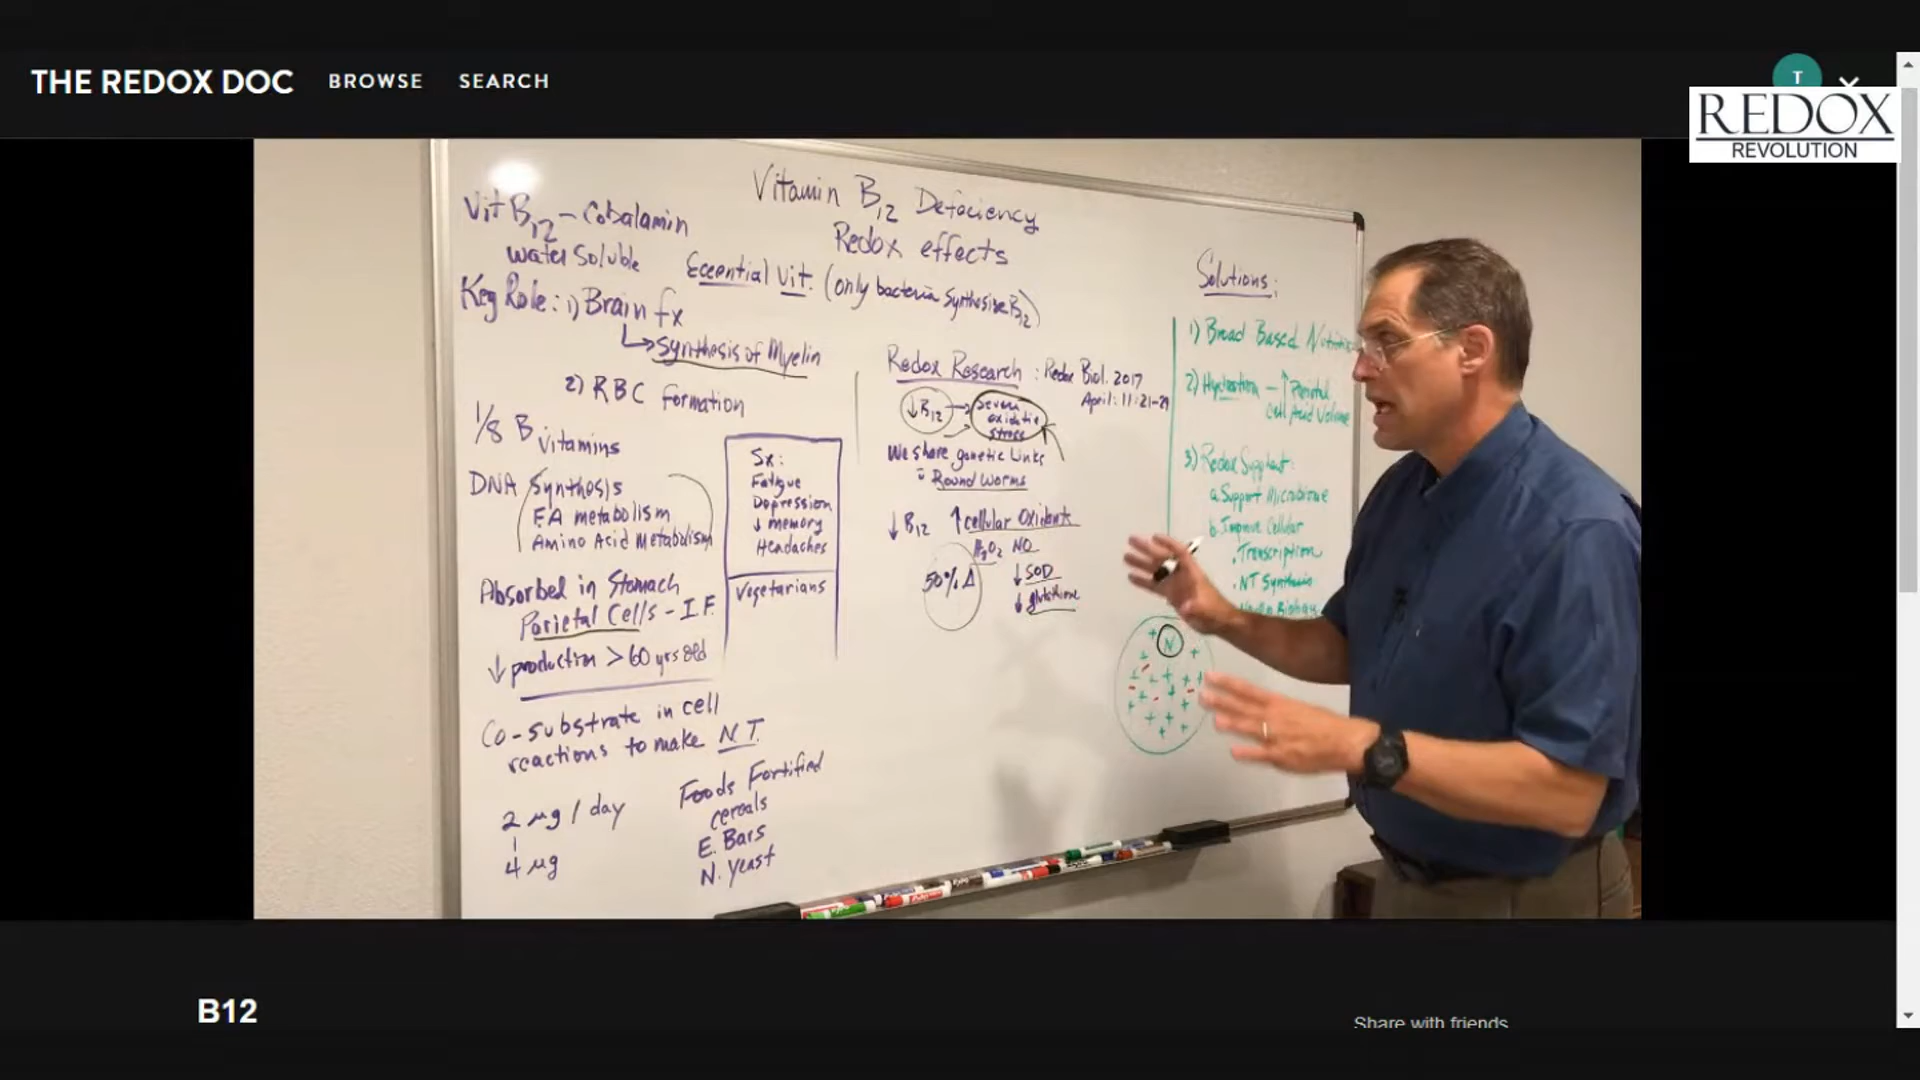 THE REDOX DOC
BROWSE
SEARCH
T
REDOX
REVOLUTION
Vitamin B12 Deficiency
Redox effects
Vit B12 - Cobalamin
water soluble
Eccential Vit. (only bacteria synthesize B12)
Key Role: 1) Brain fx
Synthesis of Myelin
2) RBC formation
1/8 B vitamins
DNA Synthesis
F.A metabolism
Amino Acid Metabolism
Absorbed in Stomach
Parietal Cells - I.F.
↓ production > 60 yrs old
Co-substrate in cell
reactions to make N.T.
2 µg / day
4 µg
Foods Fortified
cereals
E. Bars
N. Yeast
Sx:
Fatigue
Depression
↓ memory
Headaches
Vegetarians
Redox Research : Redox Biol. 2017
April: 11:21-29
↓ B12 → severe
oxidative
stress
We share genetic links
c̄ Round Worms
↓ B12 ↑ cellular Oxidants
H2O2 NO
50% Δ
↓ SOD
↓ glutathione
Solutions:
1) Broad Based
2) Hydration - ↑ Parietal
Cell Acid Volume
3) Redox
a. Support Microbiome
b. Improve Cellular
. Transcription
. NT Synthesis
N
B12
Share with friends